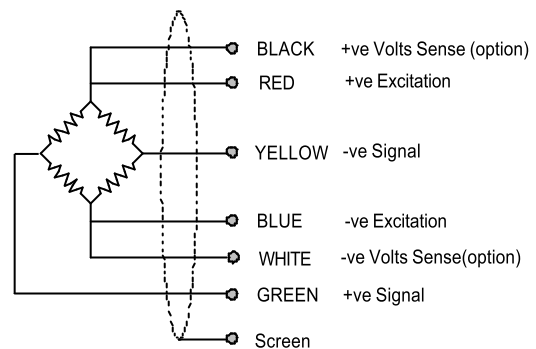 BLACK +ve Volts Sense (option)
RED +ve Excitation
YELLOW -ve Signal
BLUE -ve Excitation
WHITE -ve Volts Sense(option)
GREEN +ve Signal
Screen